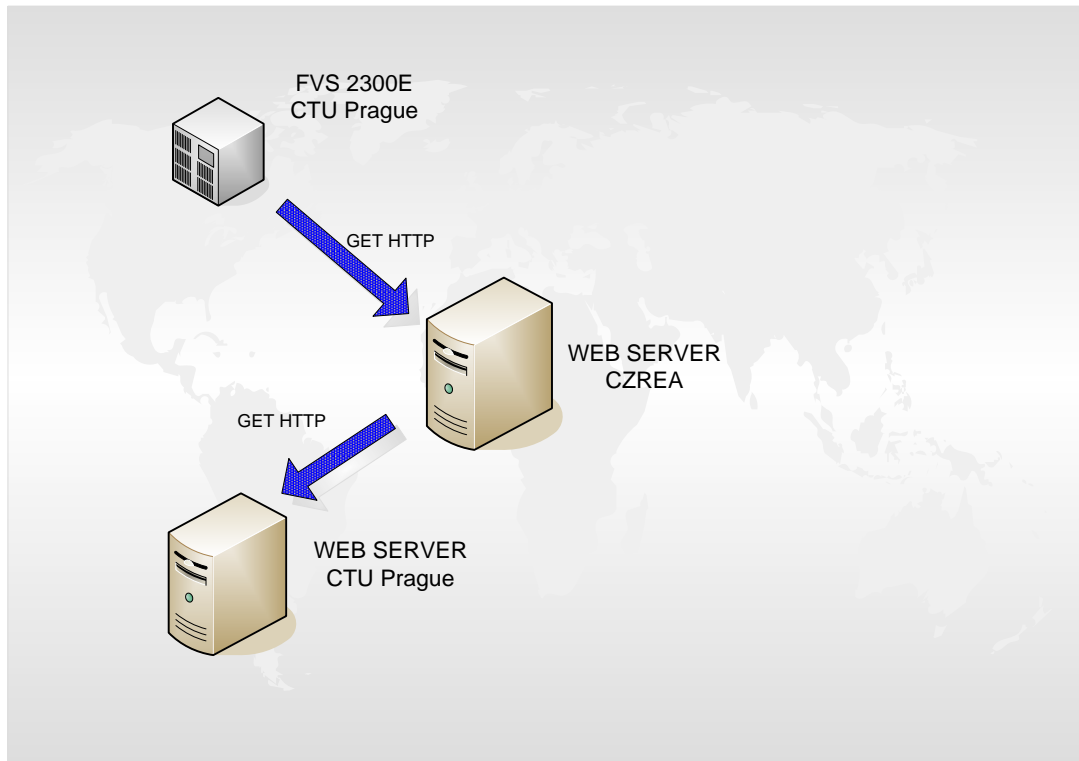 FVS 2300E
CTU Prague
GET HTTP
WEB SERVER
CZREA
GET HTTP
WEB SERVER
CTU Prague